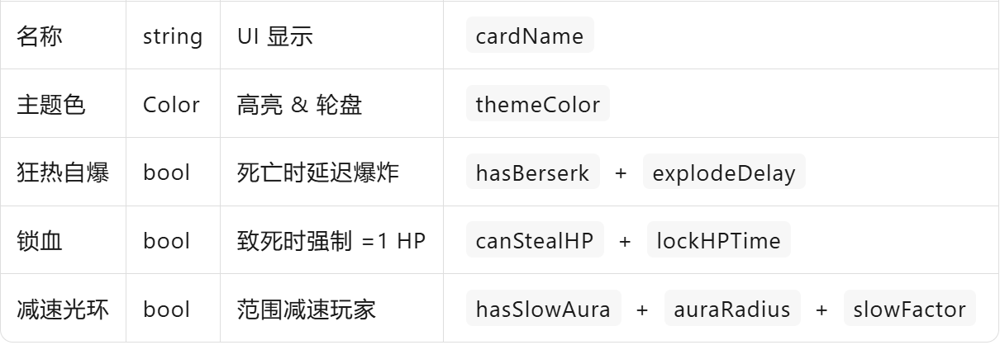 名称 string UI 显示 cardName
主题色 Color 高亮 & 轮盘 themeColor
狂热自爆 bool 死亡时延迟爆炸 hasBerserk + explodeDelay
锁血 bool 致死时强制 =1 HP canStealHP + lockHPTime
减速光环 bool 范围减速玩家 hasSlowAura + auraRadius + slowFactor